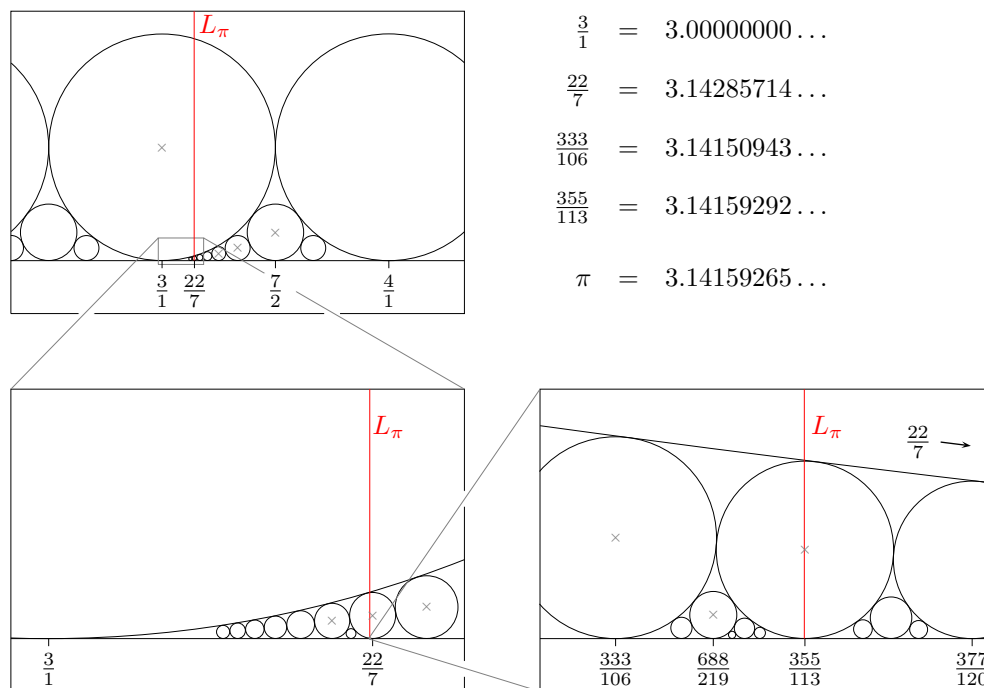 L_π
3/1 22/7 7/2 4/1
3/1 = 3.00000000…
22/7 = 3.14285714…
333/106 = 3.14150943…
355/113 = 3.14159292…
π = 3.14159265…
L_π
3/1 22/7
L_π
22/7
333/106 688/219 355/113 377/120